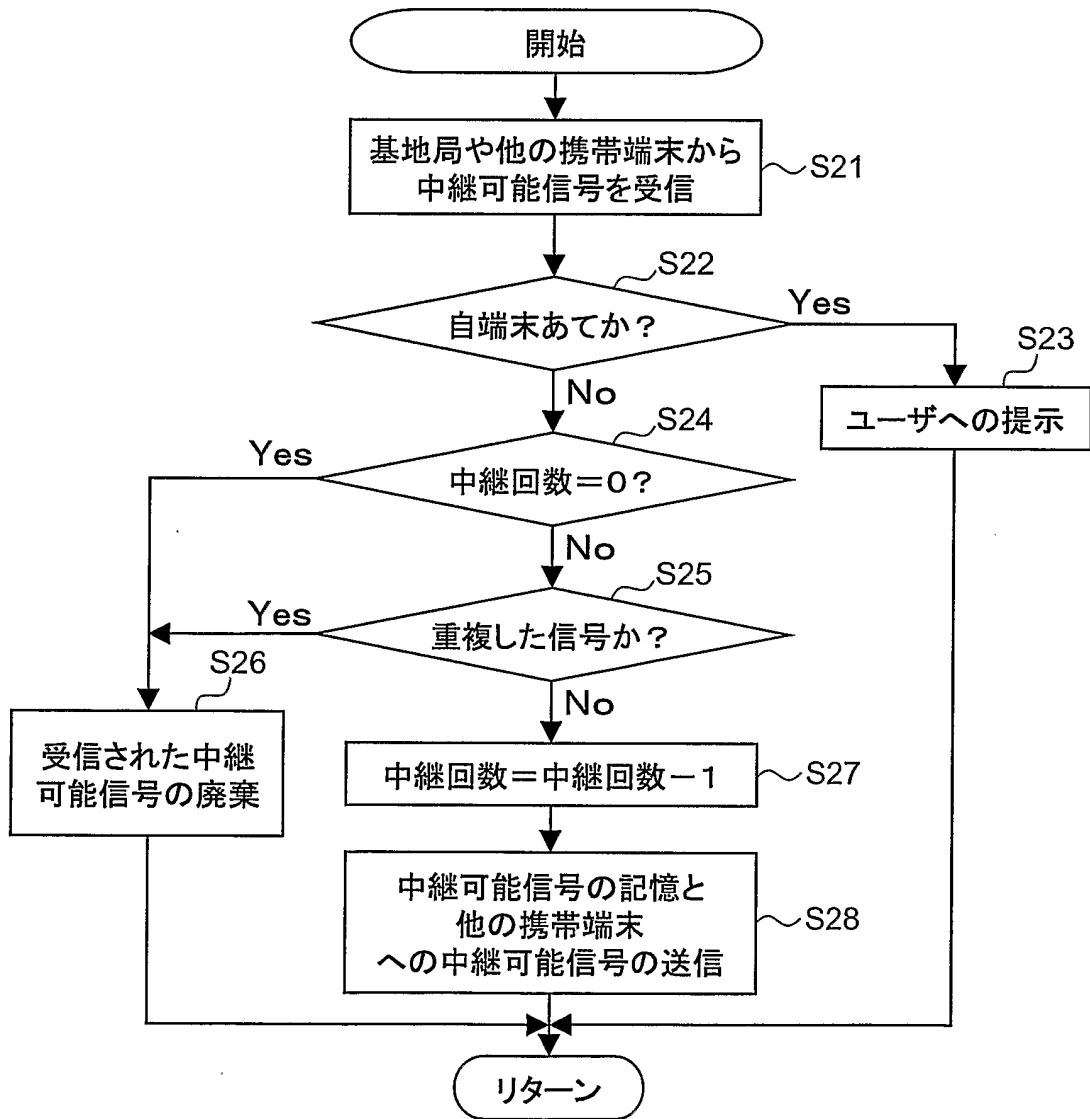 開始
基地局や他の携帯端末から
中継可能信号を受信
S21
S22
自端末あてか？
Yes
No
S23
ユーザへの提示
S24
中継回数＝０？
Yes
No
S25
重複した信号か？
Yes
No
S26
受信された中継
可能信号の廃棄
中継回数＝中継回数－１
S27
中継可能信号の記憶と
他の携帯端末
への中継可能信号の送信
S28
リターン